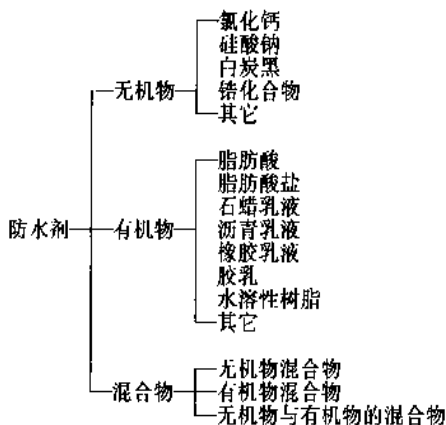 氯化钙
硅酸钠
白炭黑
无机物
锆化合物
其它
脂肪酸
脂肪酸盐
石蜡乳液
防水剂
有机物
沥青乳液
橡胶乳液
胶乳
水溶性树脂
其它
无机物混合物
混合物
有机物混合物
无机物与有机物的混合物